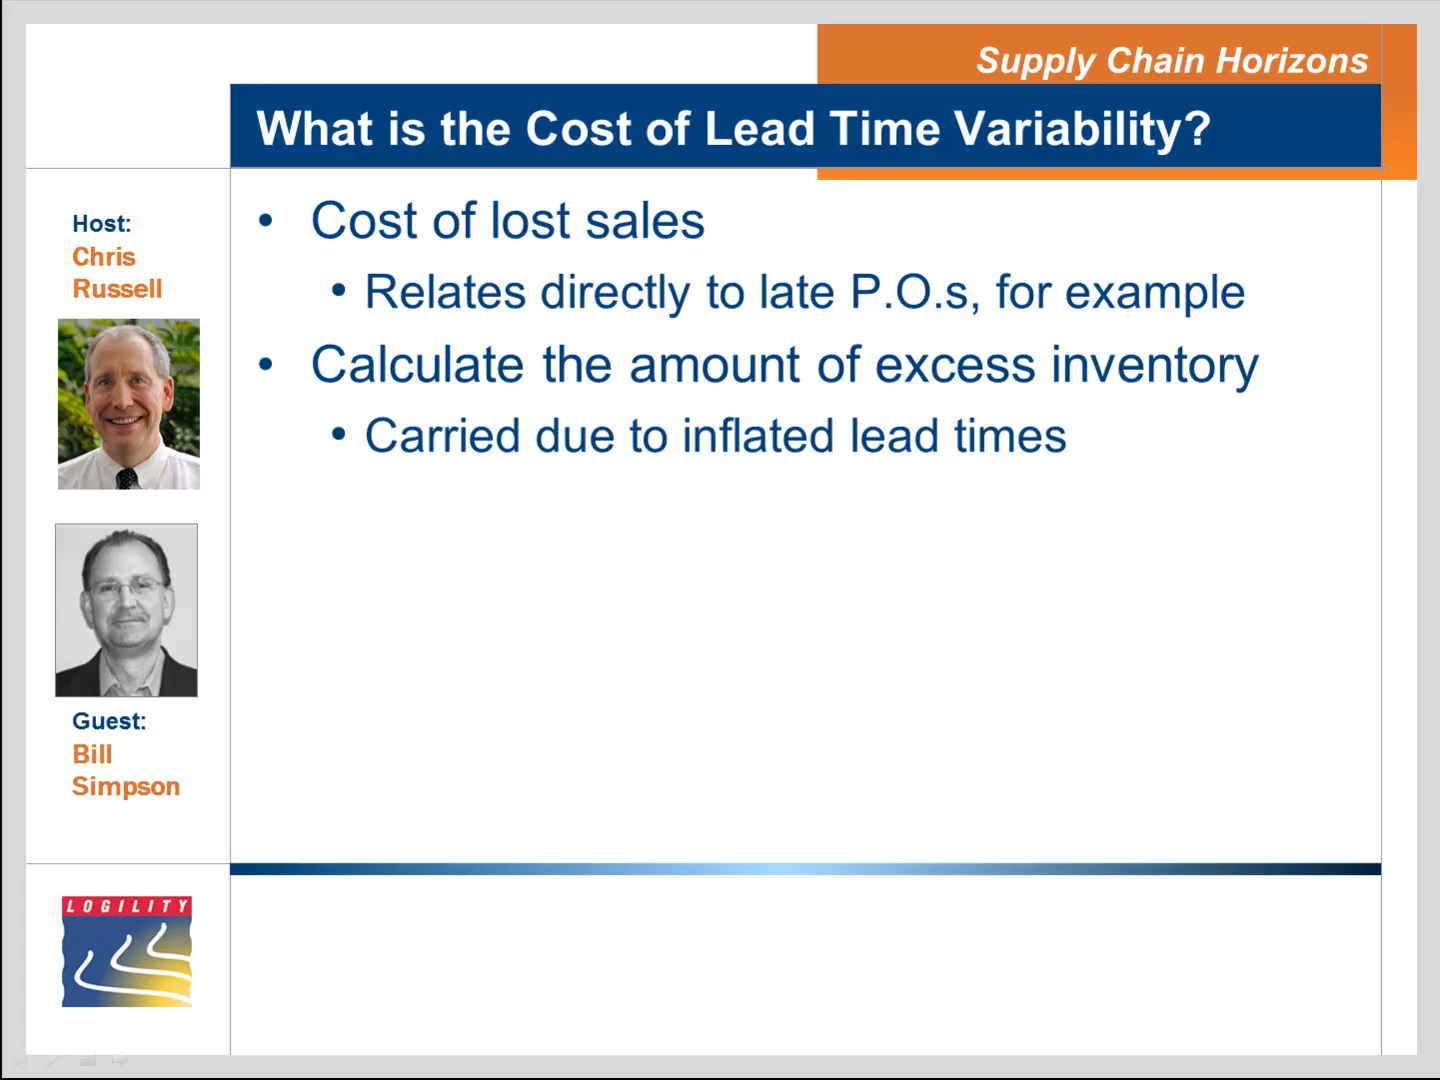 Supply Chain Horizons
What is the Cost of Lead Time Variability?
Host:
Chris
Russell
Guest:
Bill
Simpson
• Cost of lost sales
• Relates directly to late P.O.s, for example
• Calculate the amount of excess inventory
• Carried due to inflated lead times
LOGILITY